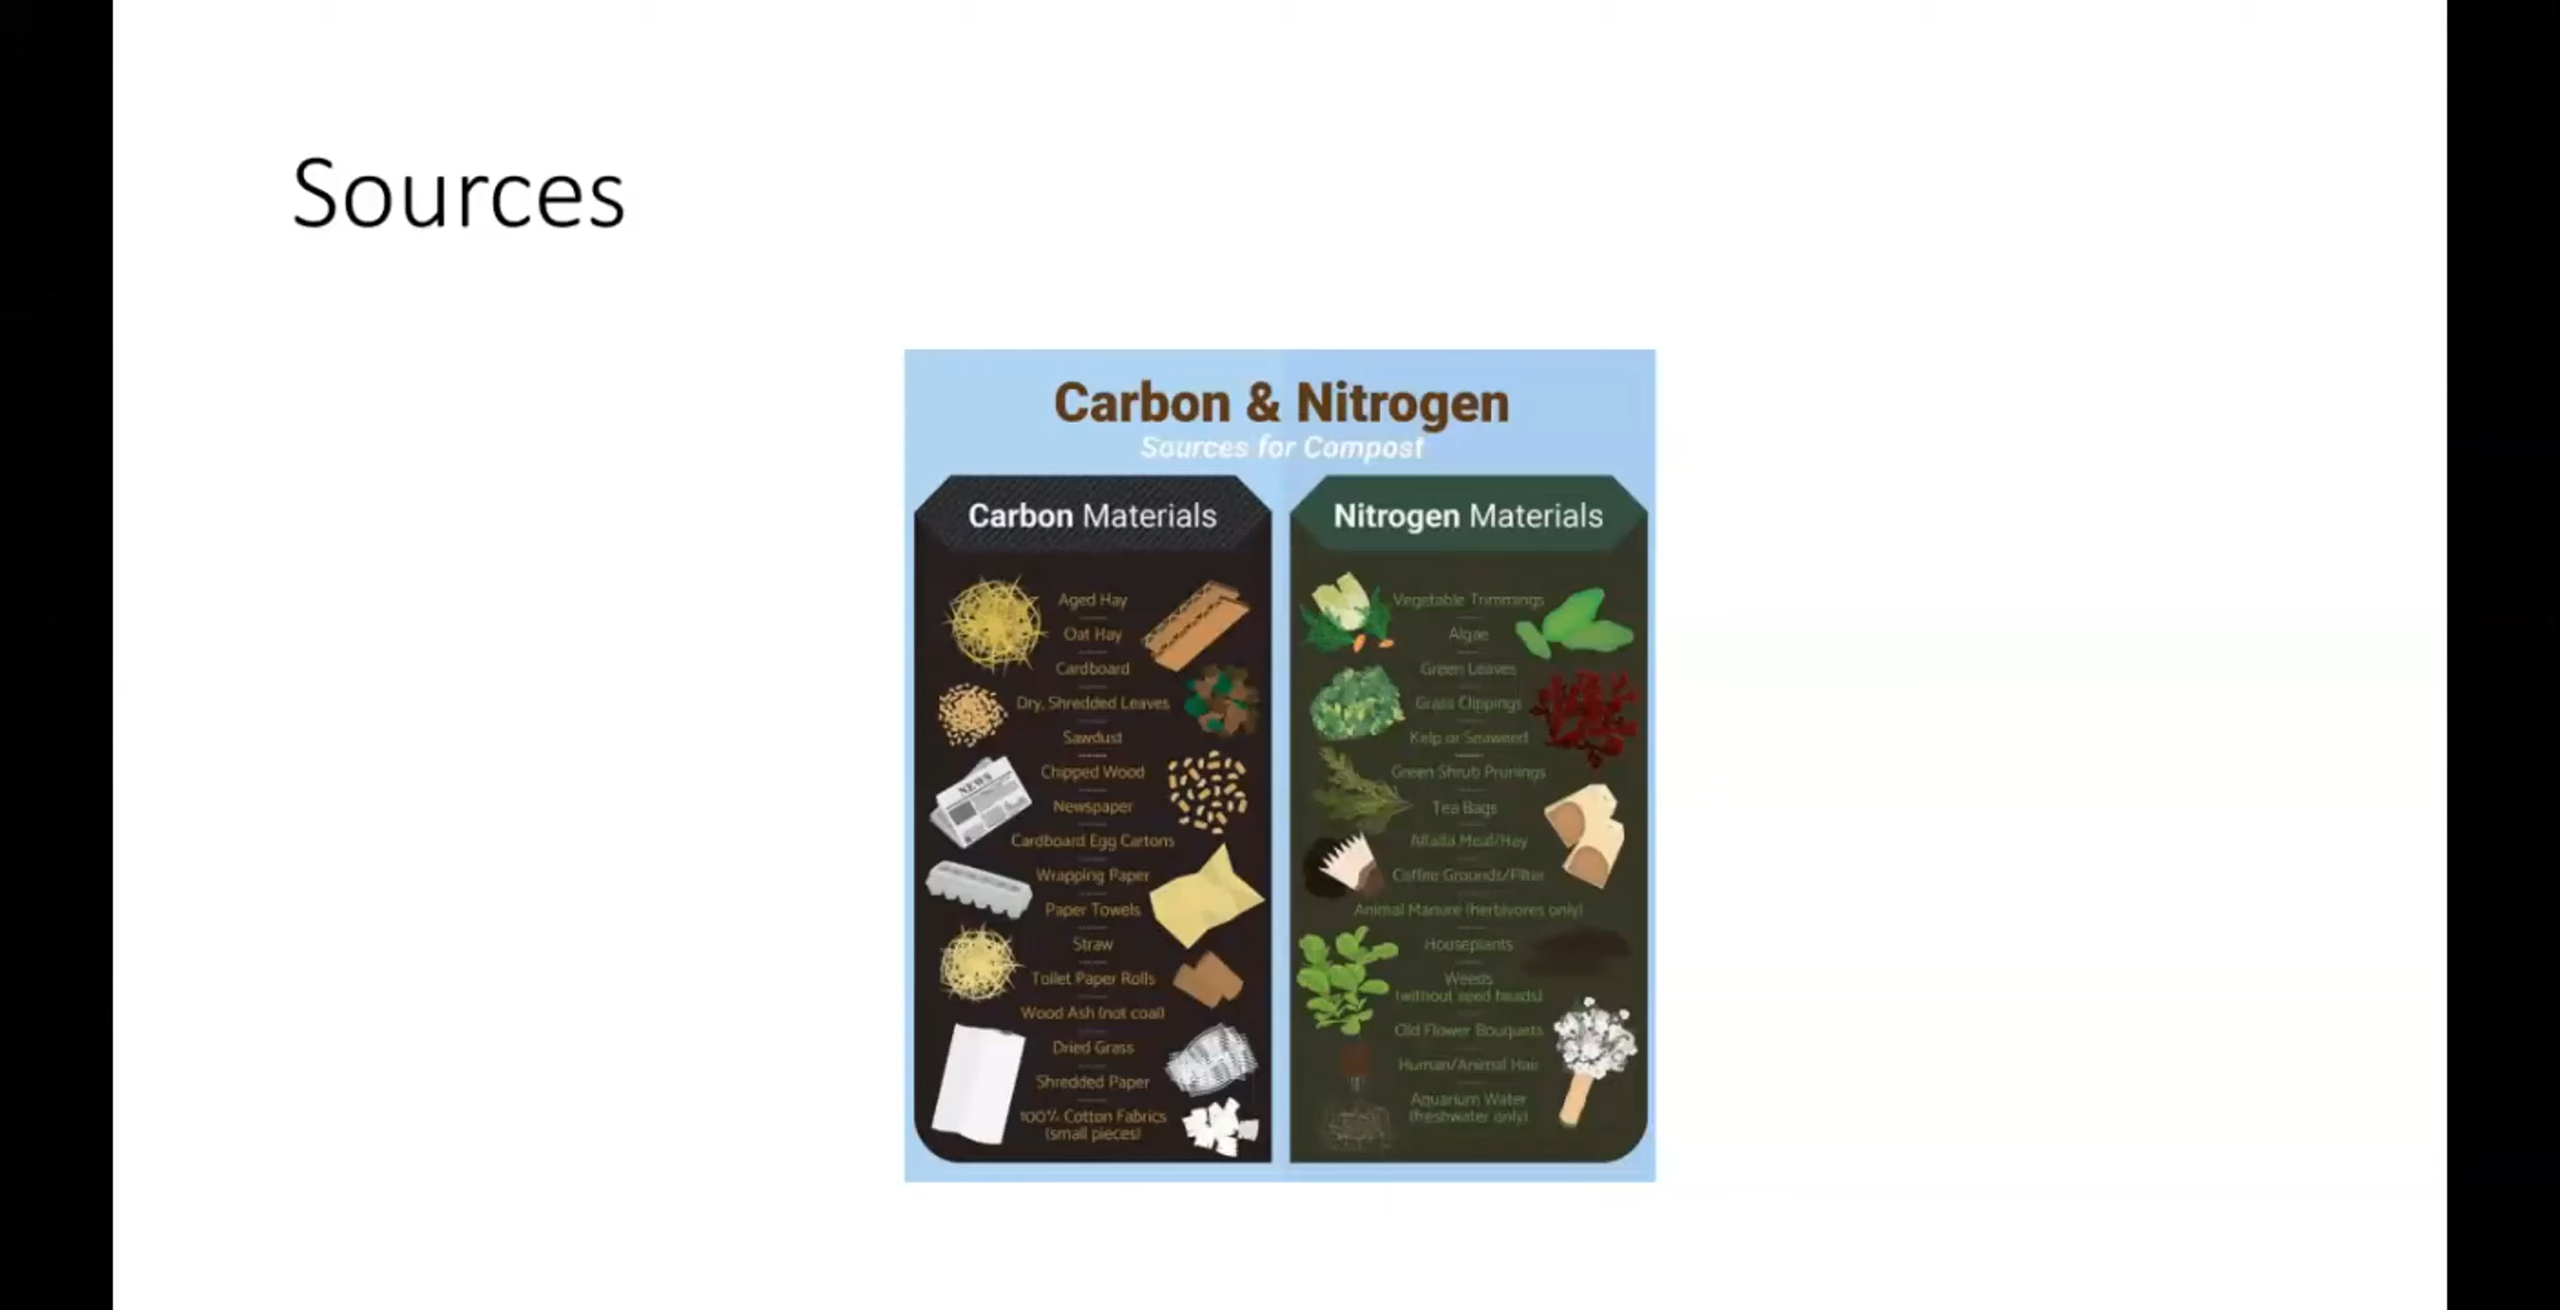 Sources
Carbon & Nitrogen
Sources for Compost
Carbon Materials
Aged Hay
Oat Hay
Cardboard
Dry, Shredded Leaves
Sawdust
Chipped Wood
Newspaper
Cardboard Egg Cartons
Wrapping Paper
Paper Towels
Straw
Toilet Paper Rolls
Wood Ash (not coal)
Dried Grass
Shredded Paper
100% Cotton Fabrics
(small pieces)
NEWS
Nitrogen Materials
Vegetable Trimmings
Algae
Green Leaves
Grass Clippings
Kelp or Seaweed
Green Shrub Prunings
Tea Bags
Alfalfa Meal/Hay
Coffee Grounds/Filter
Animal Manure (herbivores only)
Houseplants
Weeds
(without seed heads)
Old Flower Bouquets
Human/Animal Hair
Aquarium Water
(freshwater only)